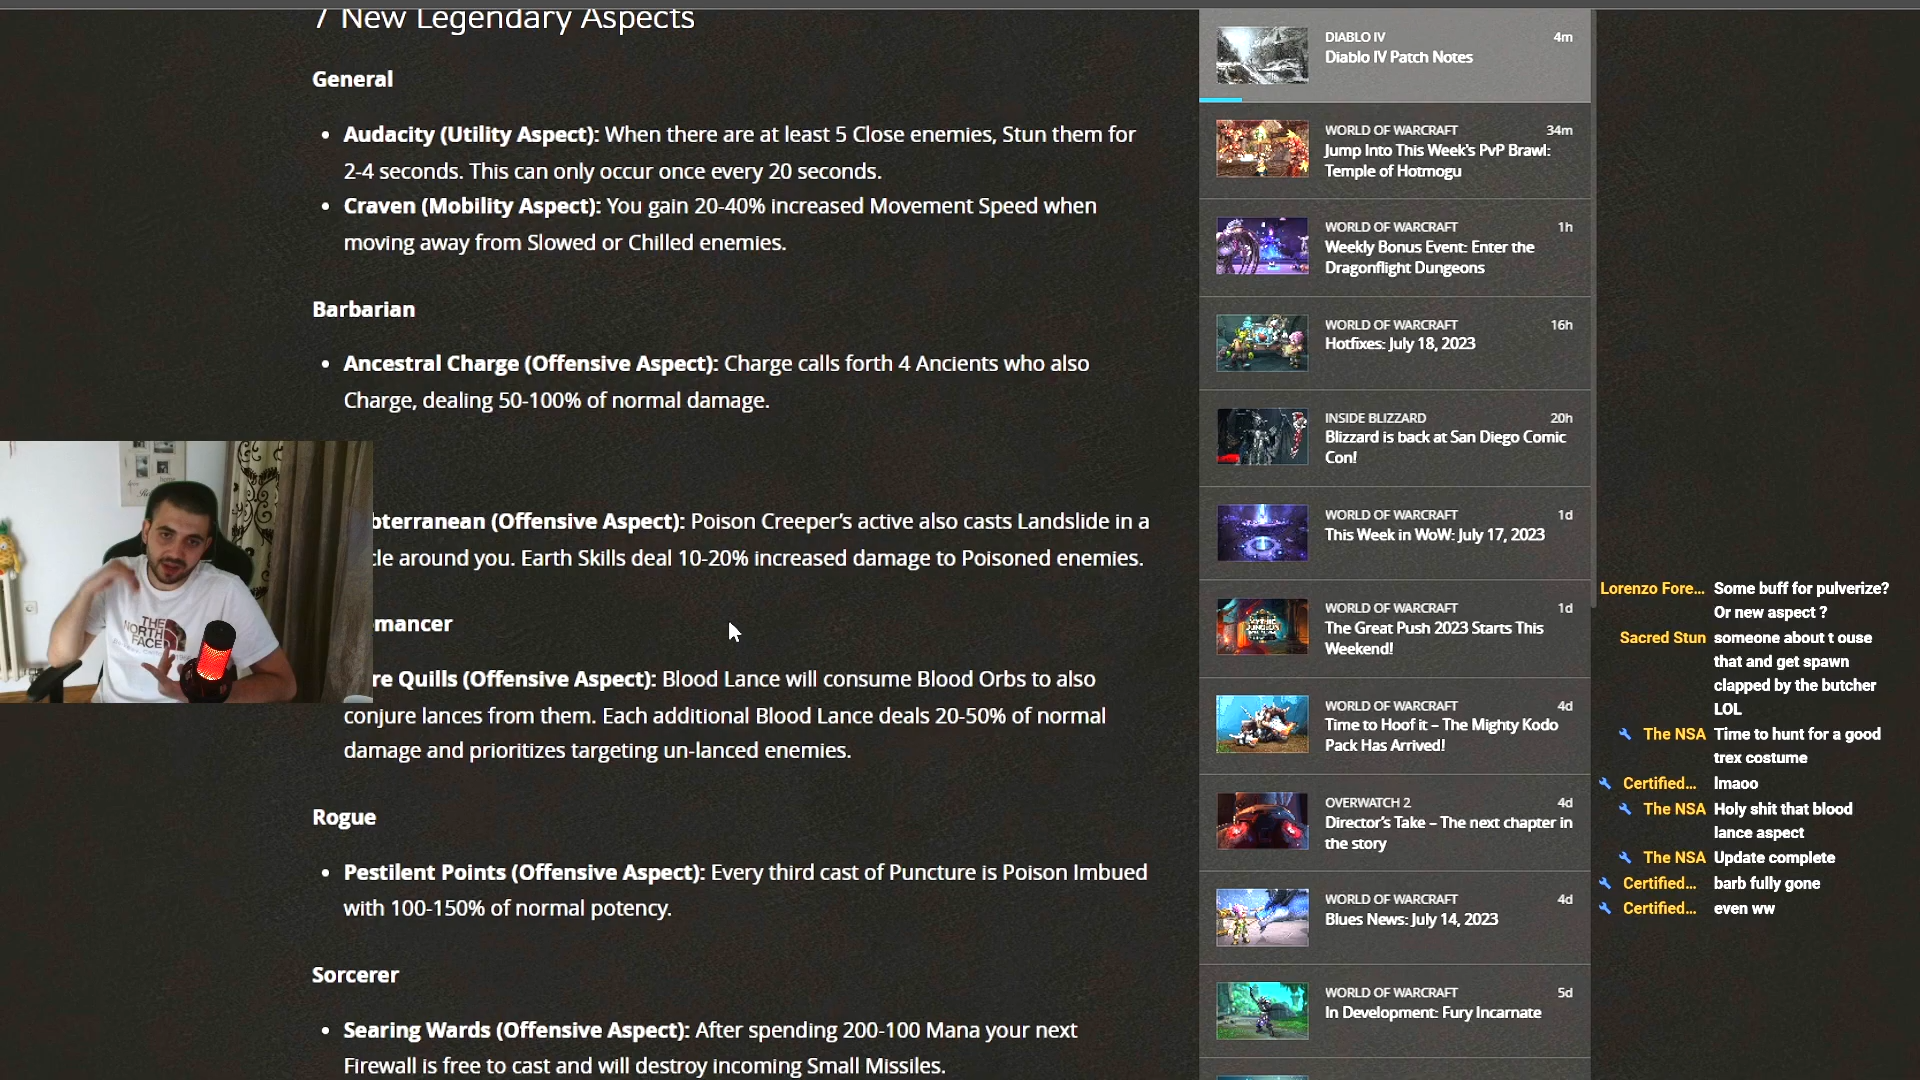 7 New Legendary Aspects
General
• Audacity (Utility Aspect): When there are at least 5 Close enemies, Stun them for
2-4 seconds. This can only occur once every 20 seconds.
• Craven (Mobility Aspect): You gain 20-40% increased Movement Speed when
moving away from Slowed or Chilled enemies.
Barbarian
• Ancestral Charge (Offensive Aspect): Charge calls forth 4 Ancients who also
Charge, dealing 50-100% of normal damage.
bterranean (Offensive Aspect): Poison Creeper's active also casts Landslide in a
cle around you. Earth Skills deal 10-20% increased damage to Poisoned enemies.
omancer
re Quills (Offensive Aspect): Blood Lance will consume Blood Orbs to also
conjure lances from them. Each additional Blood Lance deals 20-50% of normal
damage and prioritizes targeting un-lanced enemies.
Rogue
• Pestilent Points (Offensive Aspect): Every third cast of Puncture is Poison Imbued
with 100-150% of normal potency.
Sorcerer
• Searing Wards (Offensive Aspect): After spending 200-100 Mana your next
Firewall is free to cast and will destroy incoming Small Missiles.
THE
NORTH
FACE
DIABLO IV 4m
Diablo IV Patch Notes
WORLD OF WARCRAFT 34m
Jump Into This Week's PvP Brawl:
Temple of Hotmogu
WORLD OF WARCRAFT 1h
Weekly Bonus Event: Enter the
Dragonflight Dungeons
WORLD OF WARCRAFT 16h
Hotfixes: July 18, 2023
INSIDE BLIZZARD 20h
Blizzard is back at San Diego Comic
Con!
WORLD OF WARCRAFT 1d
This Week in WoW: July 17, 2023
WORLD OF WARCRAFT 1d
The Great Push 2023 Starts This
Weekend!
WORLD OF WARCRAFT 4d
Time to Hoof it – The Mighty Kodo
Pack Has Arrived!
OVERWATCH 2 4d
Director's Take – The next chapter in
the story
WORLD OF WARCRAFT 4d
Blues News: July 14, 2023
WORLD OF WARCRAFT 5d
In Development: Fury Incarnate
Lorenzo Fore... Some buff for pulverize?
Or new aspect ?
Sacred Stun someone about t ouse
that and get spawn
clapped by the butcher
LOL
The NSA Time to hunt for a good
trex costume
Certified... lmaoo
The NSA Holy shit that blood
lance aspect
The NSA Update complete
Certified... barb fully gone
Certified... even ww